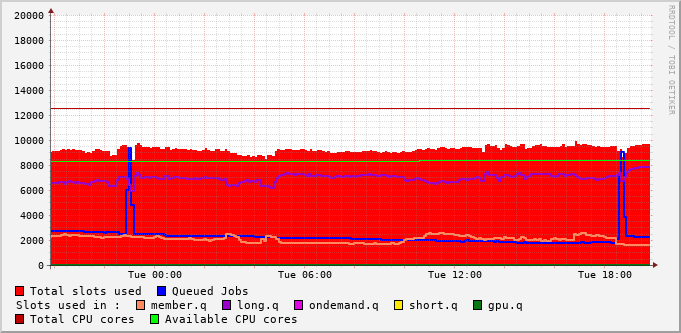 20000
18000
16000
14000
12000
10000
8000
6000
4000
2000
0
Tue 00:00 Tue 06:00 Tue 12:00 Tue 18:00
Total slots used Queued Jobs
Slots used in : member.q long.q ondemand.q short.q gpu.q
Total CPU cores Available CPU cores
RRDTOOL / TOBI OETIKER